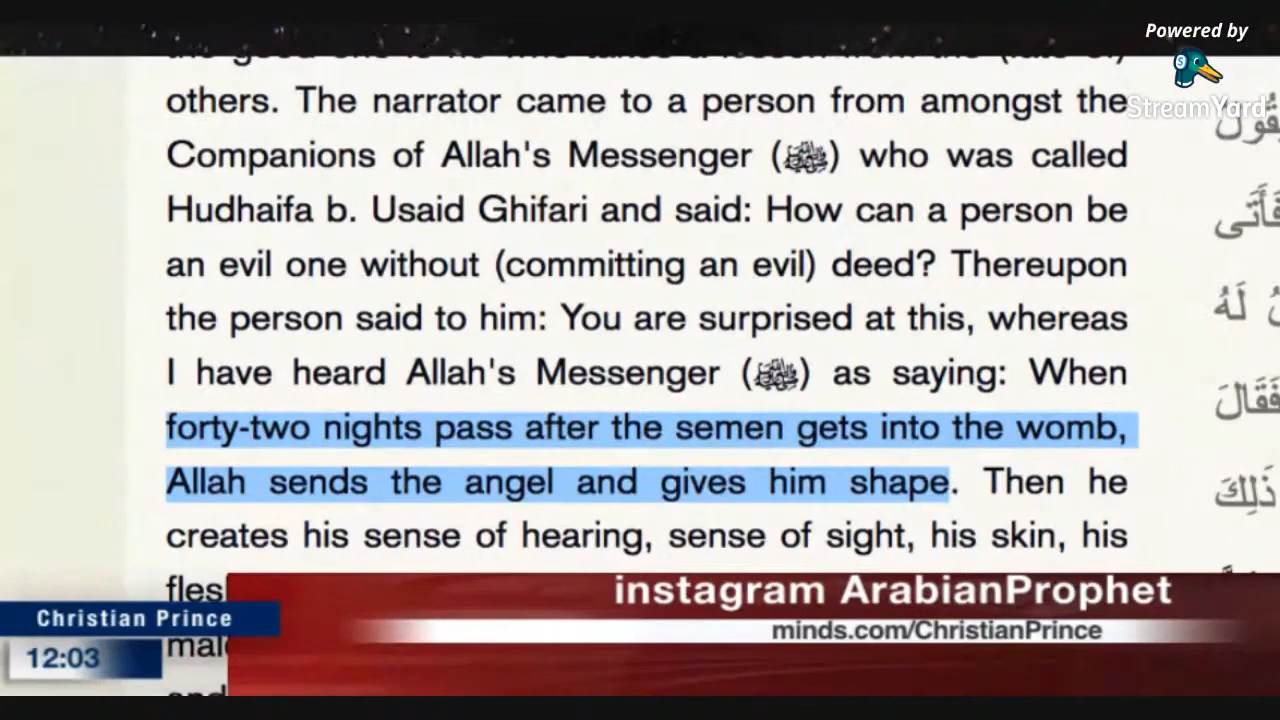 Powered by
StreamYard
others. The narrator came to a person from amongst the
Companions of Allah's Messenger (ﷺ) who was called
Hudhaifa b. Usaid Ghifari and said: How can a person be
an evil one without (committing an evil) deed? Thereupon
the person said to him: You are surprised at this, whereas
I have heard Allah's Messenger (ﷺ) as saying: When
forty-two nights pass after the semen gets into the womb,
Allah sends the angel and gives him shape. Then he
creates his sense of hearing, sense of sight, his skin, his
لَهُ
فَقَالَ
ذَلِكَ
instagram ArabianProphet
Christian Prince
minds.com/ChristianPrince
12:03